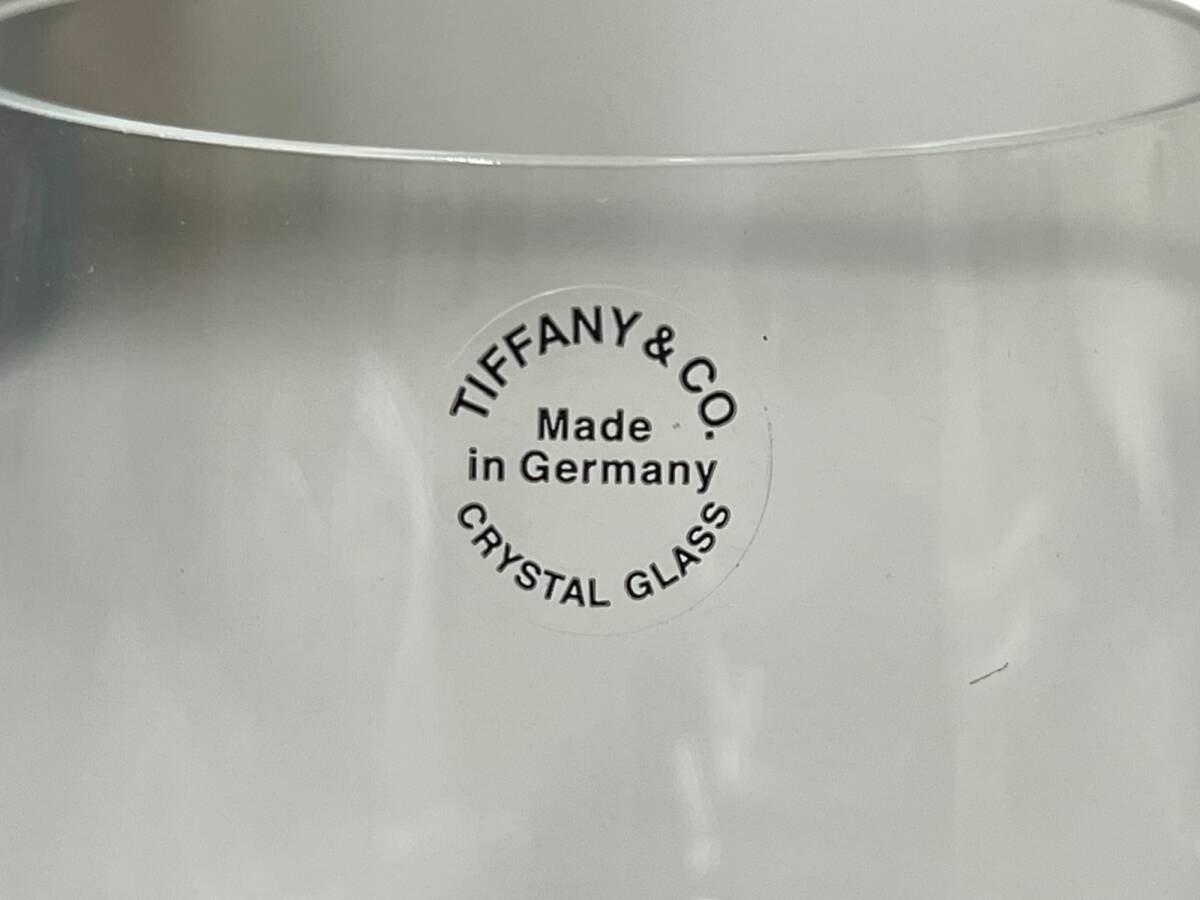 TIFFANY & CO.
Made
in Germany
CRYSTAL GLASS